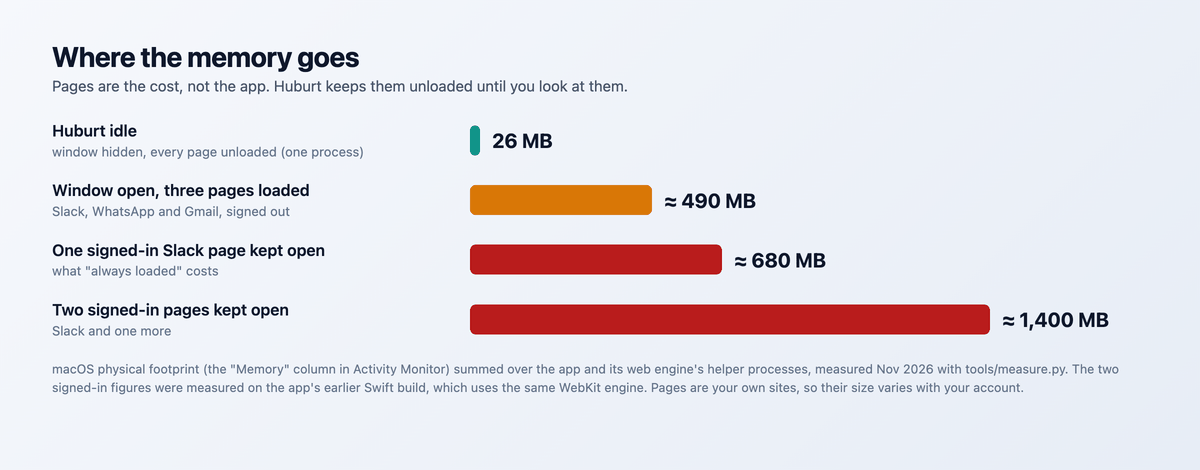 Where the memory goes
Pages are the cost, not the app. Huburt keeps them unloaded until you look at them.
Huburt idle
window hidden, every page unloaded (one process)
26 MB
Window open, three pages loaded
Slack, WhatsApp and Gmail, signed out
≈ 490 MB
One signed-in Slack page kept open
what "always loaded" costs
≈ 680 MB
Two signed-in pages kept open
Slack and one more
≈ 1,400 MB
macOS physical footprint (the "Memory" column in Activity Monitor) summed over the app and its web engine's helper processes, measured Nov 2026 with tools/measure.py. The two
signed-in figures were measured on the app's earlier Swift build, which uses the same WebKit engine. Pages are your own sites, so their size varies with your account.